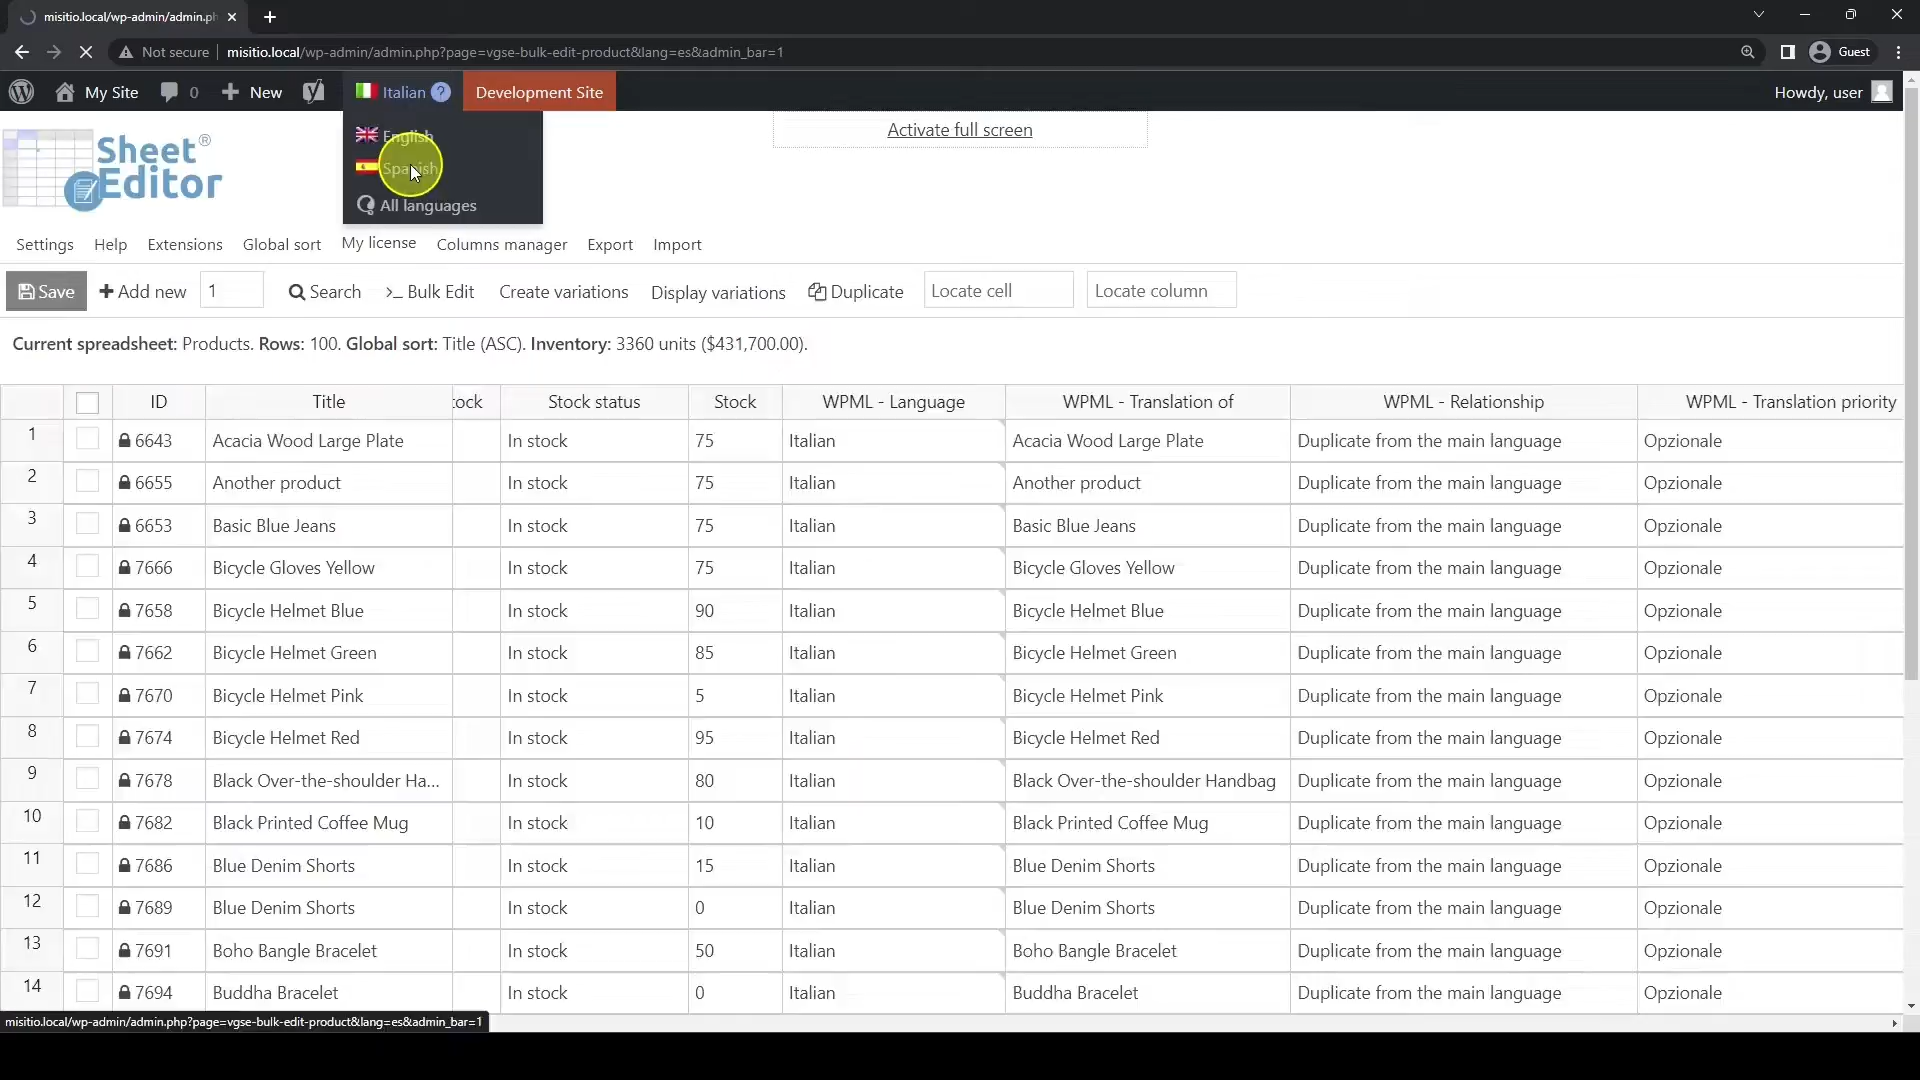 misitio.local/wp-admin/admin.ph
Not secure misitio.local/wp-admin/admin.php?page=vgse-bulk-edit-product&lang=es&admin_bar=1 Guest
My Site 0 New Italian ? Development Site Howdy, user
English
Spanish
All languages
Activate full screen
Sheet®
Editor
Settings Help Extensions Global sort My license Columns manager Export Import
Save Add new 1 Search Bulk Edit Create variations Display variations Duplicate Locate cell Locate column
Current spreadsheet: Products. Rows: 100. Global sort: Title (ASC). Inventory: 3360 units ($431,700.00).
ID Title tock Stock status Stock WPML - Language WPML - Translation of WPML - Relationship WPML - Translation priority
1 6643 Acacia Wood Large Plate In stock 75 Italian Acacia Wood Large Plate Duplicate from the main language Opzionale
2 6655 Another product In stock 75 Italian Another product Duplicate from the main language Opzionale
3 6653 Basic Blue Jeans In stock 75 Italian Basic Blue Jeans Duplicate from the main language Opzionale
4 7666 Bicycle Gloves Yellow In stock 75 Italian Bicycle Gloves Yellow Duplicate from the main language Opzionale
5 7658 Bicycle Helmet Blue In stock 90 Italian Bicycle Helmet Blue Duplicate from the main language Opzionale
6 7662 Bicycle Helmet Green In stock 85 Italian Bicycle Helmet Green Duplicate from the main language Opzionale
7 7670 Bicycle Helmet Pink In stock 5 Italian Bicycle Helmet Pink Duplicate from the main language Opzionale
8 7674 Bicycle Helmet Red In stock 95 Italian Bicycle Helmet Red Duplicate from the main language Opzionale
9 7678 Black Over-the-shoulder Ha... In stock 80 Italian Black Over-the-shoulder Handbag Duplicate from the main language Opzionale
10 7682 Black Printed Coffee Mug In stock 10 Italian Black Printed Coffee Mug Duplicate from the main language Opzionale
11 7686 Blue Denim Shorts In stock 15 Italian Blue Denim Shorts Duplicate from the main language Opzionale
12 7689 Blue Denim Shorts In stock 0 Italian Blue Denim Shorts Duplicate from the main language Opzionale
13 7691 Boho Bangle Bracelet In stock 50 Italian Boho Bangle Bracelet Duplicate from the main language Opzionale
14 7694 Buddha Bracelet In stock 0 Italian Buddha Bracelet Duplicate from the main language Opzionale
misitio.local/wp-admin/admin.php?page=vgse-bulk-edit-product&lang=es&admin_bar=1